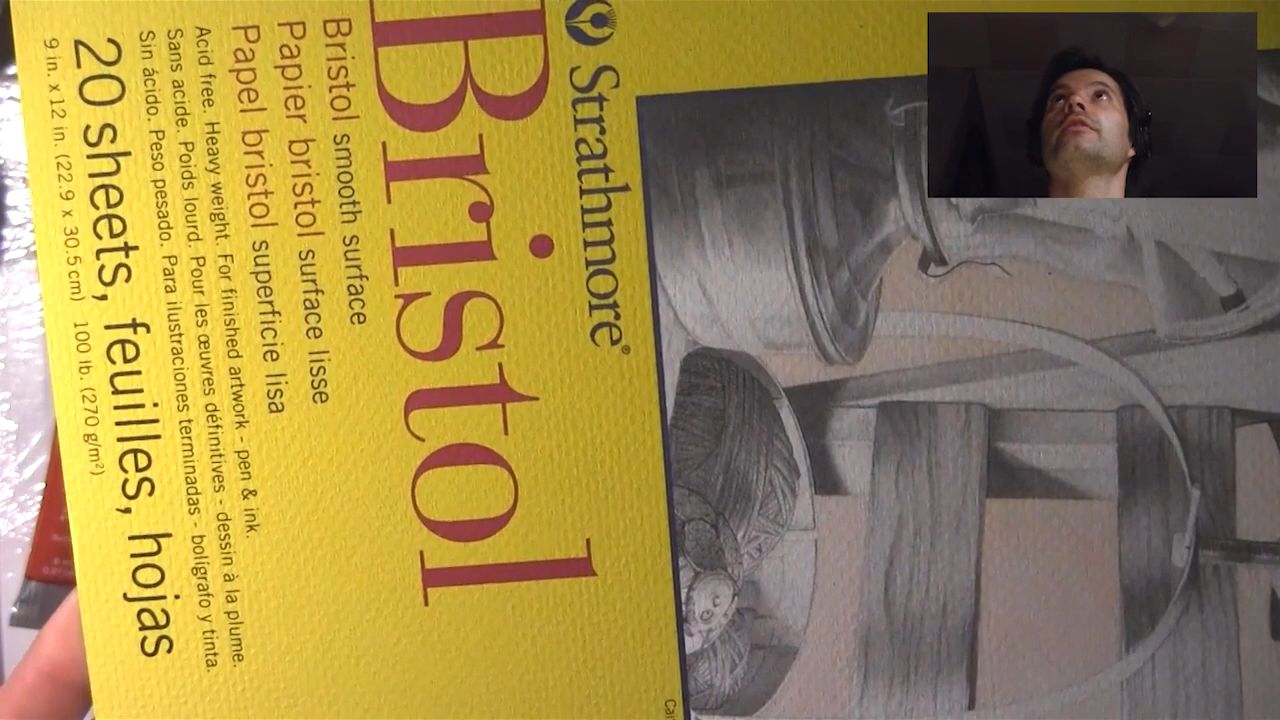 Strathmore®
Bristol
Bristol smooth surface
Papier bristol surface lisse
Papel bristol superficie lisa
Acid free. Heavy weight. For finished artwork - pen & ink.
Sans acide. Poids lourd. Pour les œuvres définitives - dessin à la plume.
Sin ácido. Peso pesado. Para ilustraciones terminadas - bolígrafo y tinta.
20 sheets, feuilles, hojas
9 in. x 12 in. (22.9 x 30.5 cm) 100 lb. (270 g/m²)